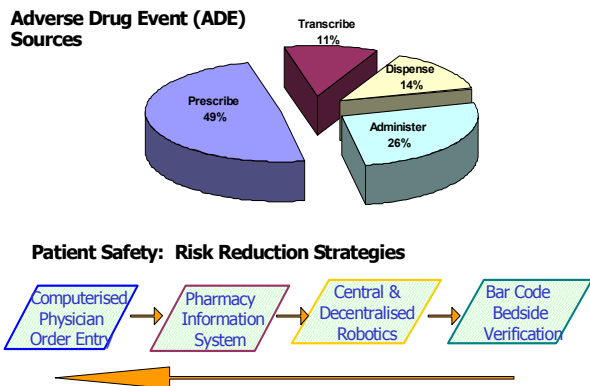 Adverse Drug Event (ADE)
Sources
Transcribe
11%
Dispense
14%
Prescribe
49%
Administer
26%
Patient Safety: Risk Reduction Strategies
Computerised
Physician
Order Entry
Pharmacy
Information
System
Central &
Decentralised
Robotics
Bar Code
Bedside
Verification